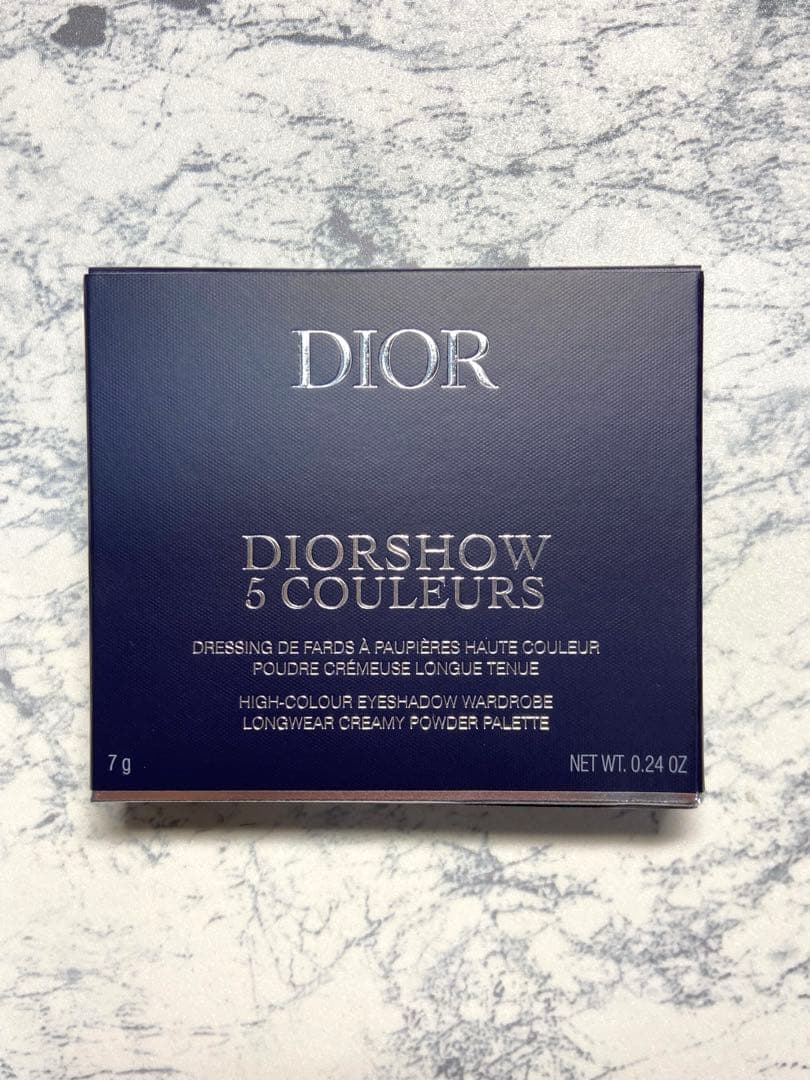 DIOR
DIORSHOW
5 COULEURS
DRESSING DE FARDS À PAUPIÈRES HAUTE COULEUR
POUDRE CRÉMEUSE LONGUE TENUE
HIGH-COLOUR EYESHADOW WARDROBE
LONGWEAR CREAMY POWDER PALETTE
7 g
NET WT. 0.24 OZ